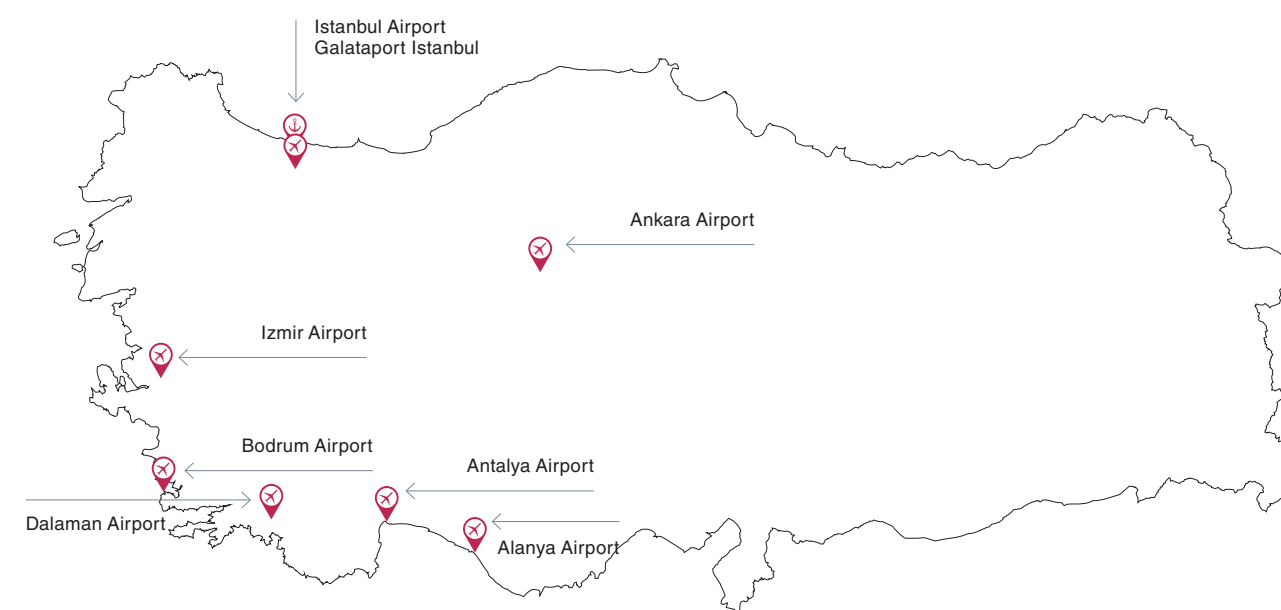 Istanbul Airport
Galataport Istanbul
Ankara Airport
Izmir Airport
Bodrum Airport
Antalya Airport
Dalaman Airport
Alanya Airport